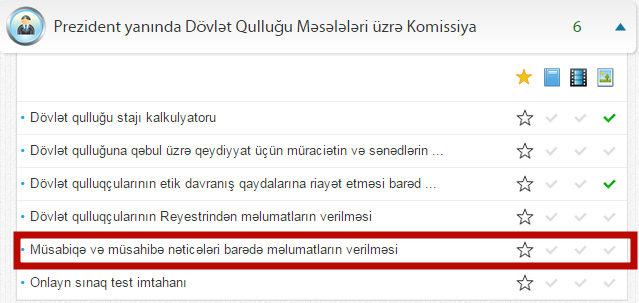 Prezident yanında Dövlət Qulluğu Məsələləri üzrə Komissiya 6
Dövlət qulluğu stajı kalkulyatoru
Dövlət qulluğuna qəbul üzrə qeydiyyat üçün müraciətin və sənədlərin ...
Dövlət qulluqçularının etik davranış qaydalarına riayət etməsi barəd ...
Dövlət qulluqçularının Reyestrindən məlumatların verilməsi
Müsabiqə və müsahibə nəticələri barədə məlumatların verilməsi
Onlayn sınaq test imtahanı